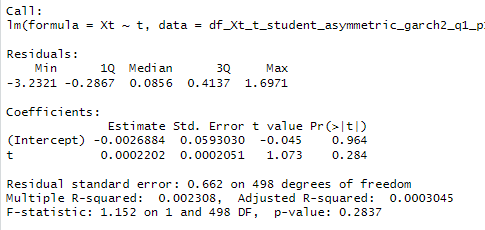 Call:
lm(formula = Xt ~ t, data = df_Xt_t_student_asymmetric_garch2_q1_p
Residuals:
Min 1Q Median 3Q Max
-3.2321 -0.2867 0.0856 0.4137 1.6971
Coefficients:
Estimate Std. Error t value Pr(>|t|)
(Intercept) -0.0026884 0.0593030 -0.045 0.964
t 0.0002202 0.0002051 1.073 0.284
Residual standard error: 0.662 on 498 degrees of freedom
Multiple R-squared: 0.002308, Adjusted R-squared: 0.0003045
F-statistic: 1.152 on 1 and 498 DF, p-value: 0.2837